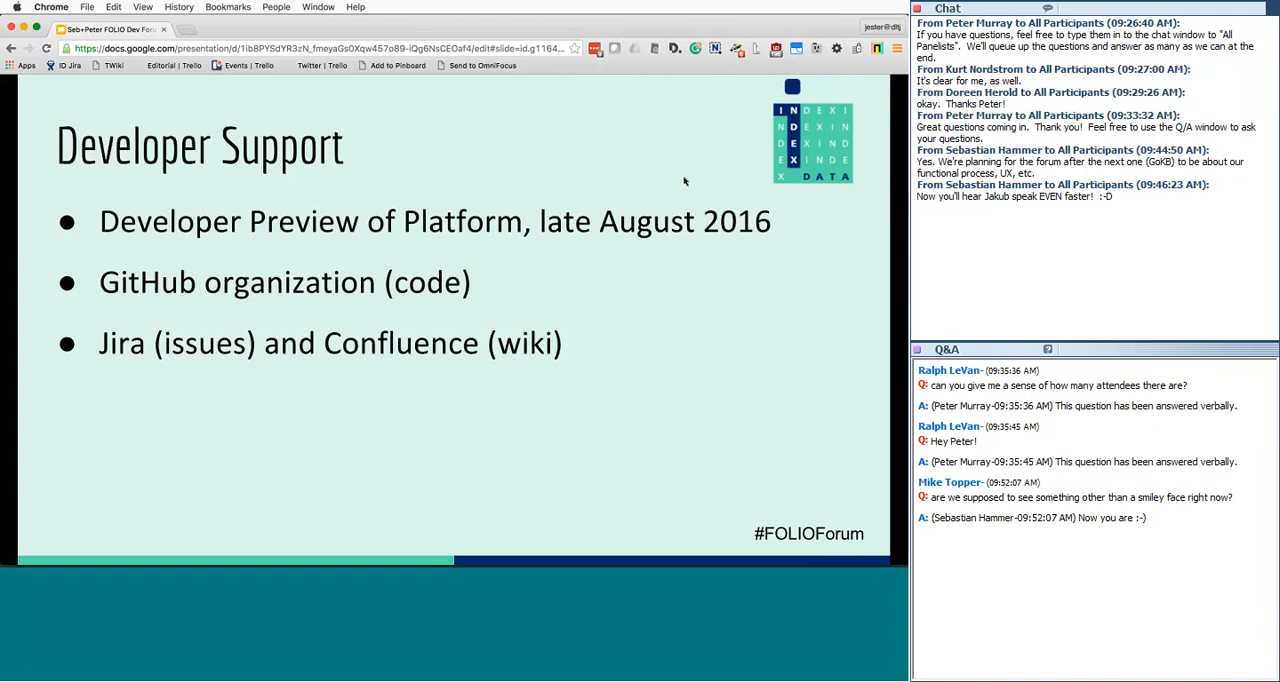 Chrome File Edit View History Bookmarks People Window Help
Seb+Peter FOLIO Dev For
jester@dltj
https://docs.google.com/presentation/d/1ib8PYSdYR3zN_fmeyaGs0Xqw457o89-iQg6NsCEOaf4/edit#slide=id.g1164...
Apps ID Jira TWiki Editorial | Trello Events | Trello Twitter | Trello Add to Pinboard Send to OmniFocus
Developer Support
INDEXI
NDEXIN
DEXIND
EXINDE
X DATA
● Developer Preview of Platform, late August 2016
● GitHub organization (code)
● Jira (issues) and Confluence (wiki)
#FOLIOForum
Chat
From Peter Murray to All Participants (09:26:40 AM):
If you have questions, feel free to type them in to the chat window to "All
Panelists". We'll queue up the questions and answer as many as we can at the
end.
From Kurt Nordstrom to All Participants (09:27:00 AM):
It's clear for me, as well.
From Doreen Herold to All Participants (09:29:26 AM):
okay. Thanks Peter!
From Peter Murray to All Participants (09:33:32 AM):
Great questions coming in. Thank you! Feel free to use the Q/A window to ask
your questions.
From Sebastian Hammer to All Participants (09:44:50 AM):
Yes. We're planning for the forum after the next one (GoKB) to be about our
functional process, UX, etc.
From Sebastian Hammer to All Participants (09:46:23 AM):
Now you'll hear Jakub speak EVEN faster! :-D
Q&A
Ralph LeVan- (09:35:36 AM)
Q: can you give me a sense of how many attendees there are?
A: (Peter Murray-09:35:36 AM) This question has been answered verbally.
Ralph LeVan- (09:35:45 AM)
Q: Hey Peter!
A: (Peter Murray-09:35:45 AM) This question has been answered verbally.
Mike Topper- (09:52:07 AM)
Q: are we supposed to see something other than a smiley face right now?
A: (Sebastian Hammer-09:52:07 AM) Now you are :-)